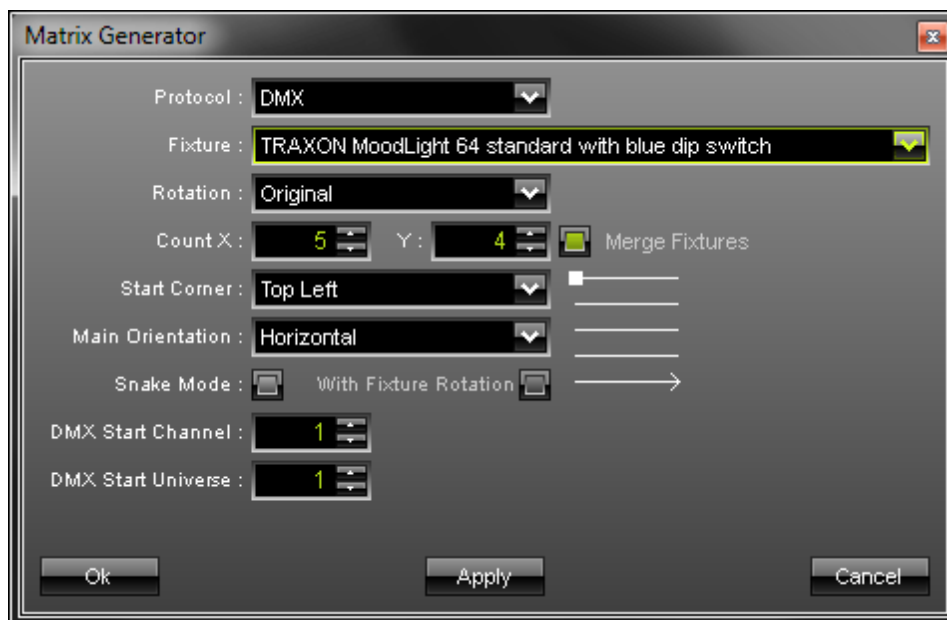 Matrix Generator
Protocol : DMX
Fixture : TRAXON MoodLight 64 standard with blue dip switch
Rotation : Original
Count X : 5 Y : 4 Merge Fixtures
Start Corner : Top Left
Main Orientation : Horizontal
Snake Mode : With Fixture Rotation
DMX Start Channel : 1
DMX Start Universe : 1
Ok Apply Cancel